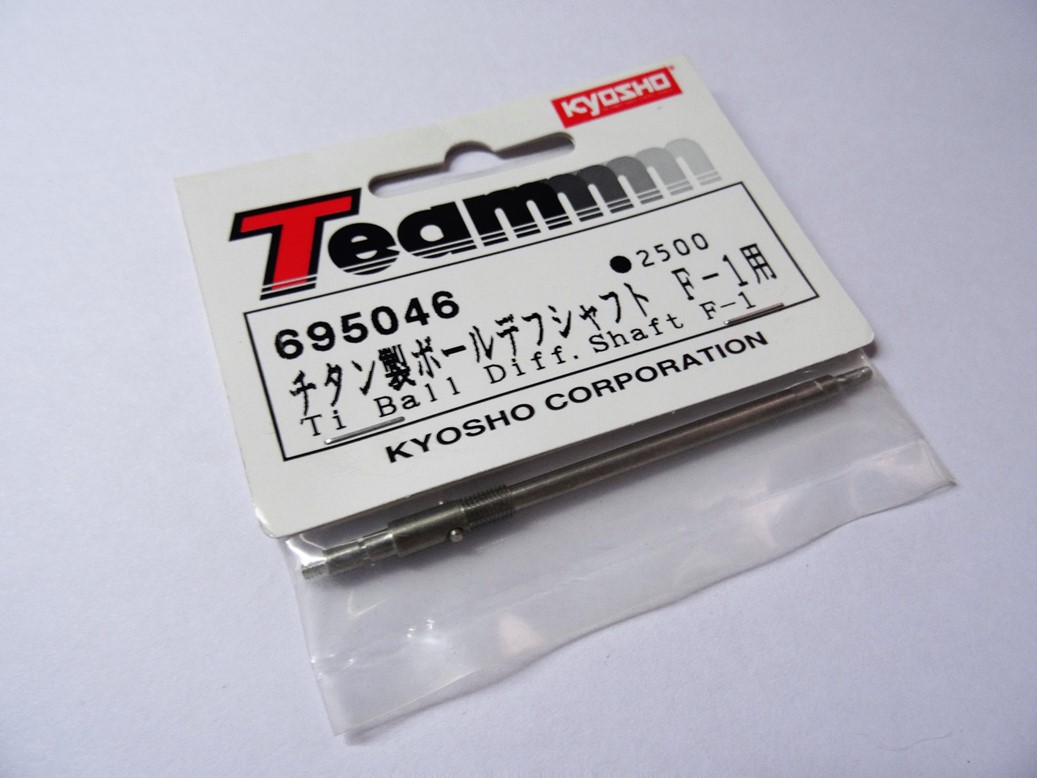 KYOSHO
Teammmm
●2500
695046
チタン製ボールデフシャフト F-1用
Ti Ball Diff. Shaft F-1
KYOSHO CORPORATION